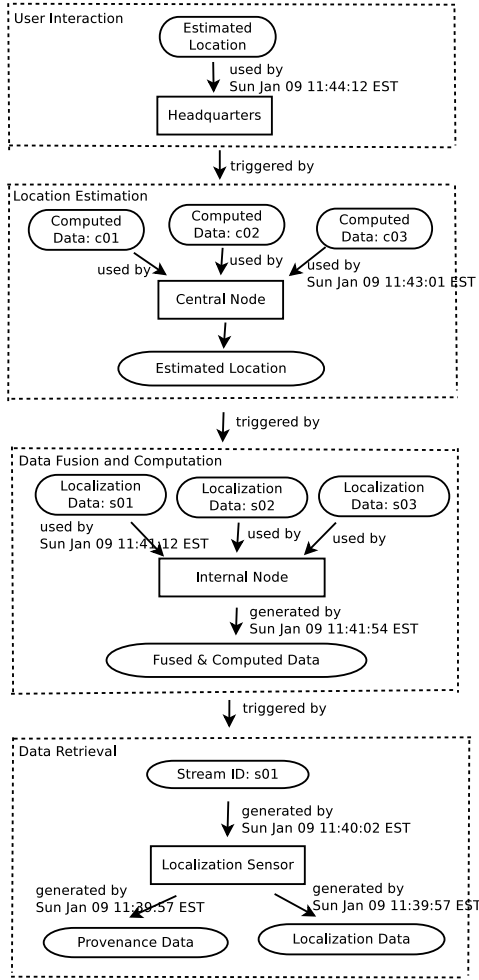 User Interaction
Estimated
Location
used by
Sun Jan 09 11:44:12 EST
Headquarters
triggered by
Location Estimation
Computed
Data: c01
Computed
Data: c02
Computed
Data: c03
used by
used by
used by
Sun Jan 09 11:43:01 EST
Central Node
Estimated Location
triggered by
Data Fusion and Computation
Localization
Data: s01
Localization
Data: s02
Localization
Data: s03
used by
Sun Jan 09 11:41:12 EST
used by
used by
Internal Node
generated by
Sun Jan 09 11:41:54 EST
Fused & Computed Data
triggered by
Data Retrieval
Stream ID: s01
generated by
Sun Jan 09 11:40:02 EST
Localization Sensor
generated by
Sun Jan 09 11:39:57 EST
generated by
Sun Jan 09 11:39:57 EST
Provenance Data
Localization Data